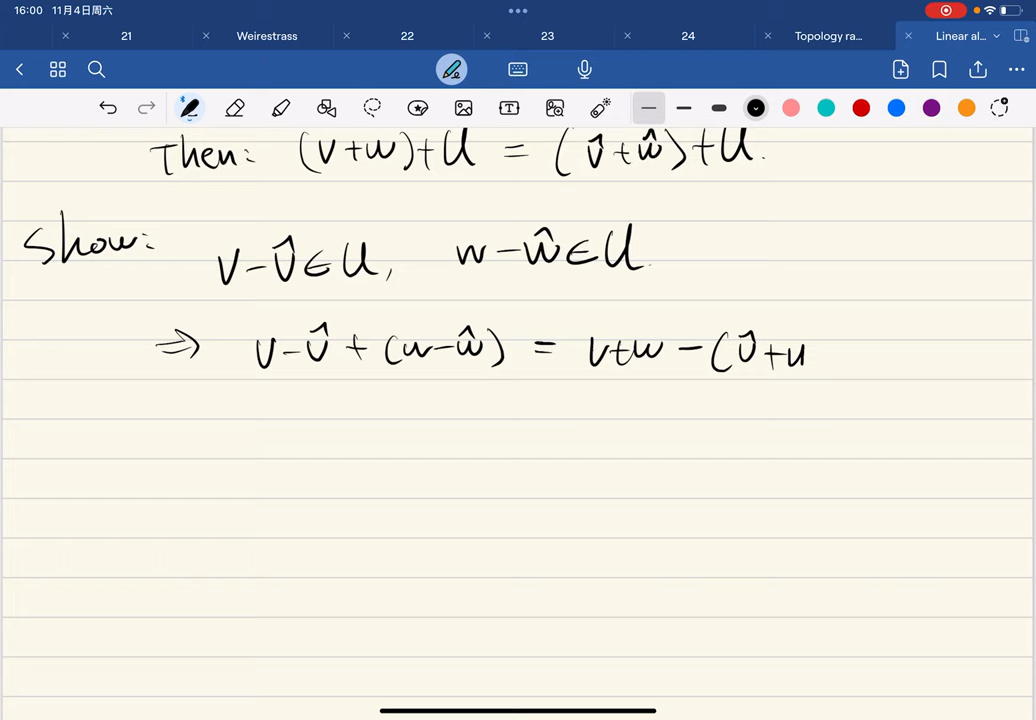 16:00 11月4日周六
21 Weirestrass 22 23 24 Topology ra... Linear al...
Then: (v+w)+U = (v̂+ŵ)+U.
Show: v-v̂∈U, w-ŵ∈U.
⇒ v-v̂+(w-ŵ) = v+w-(v̂+u